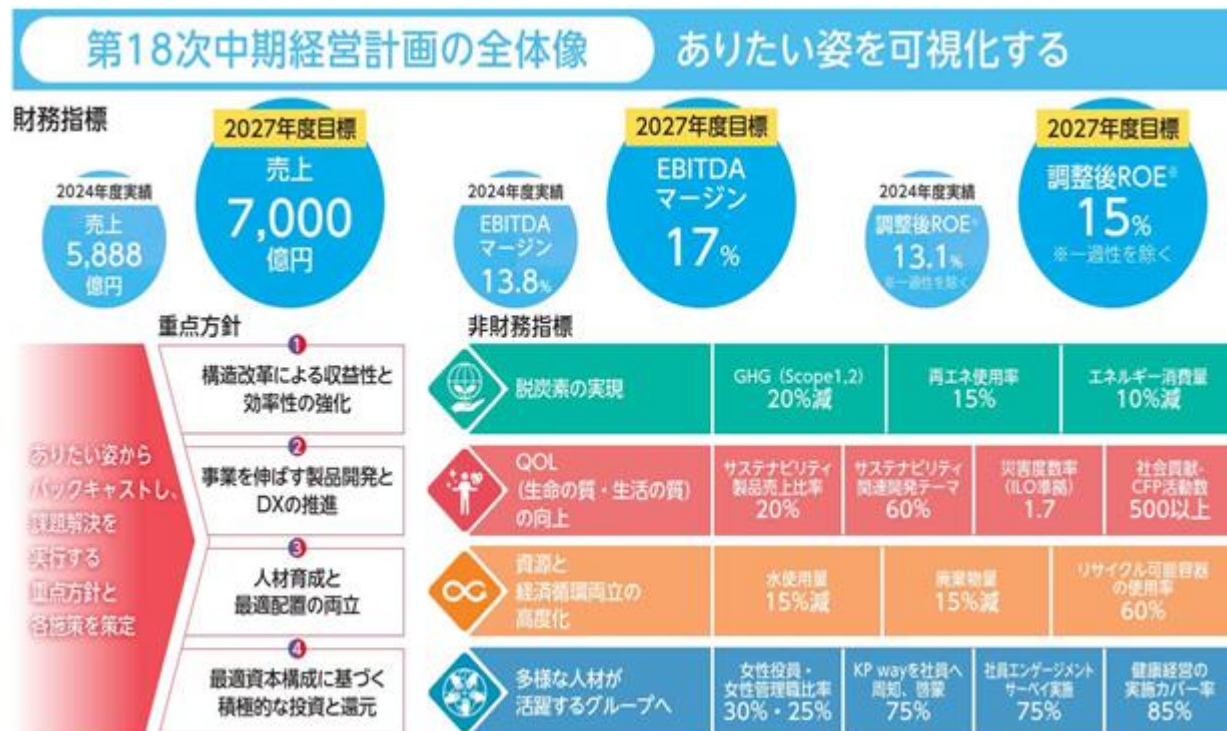 第18次中期経営計画の全体像
ありたい姿を可視化する
財務指標
2024年度実績
売上
5,888
億円
2027年度目標
売上
7,000
億円
2024年度実績
EBITDA
マージン
13.8%
2027年度目標
EBITDA
マージン
17%
2024年度実績
調整後ROE※
13.1%
※一過性を除く
2027年度目標
調整後ROE※
15%
※一過性を除く
重点方針
ありたい姿から
バックキャストし、
課題解決を
実行する
重点方針と
各施策を策定
1
構造改革による収益性と
効率性の強化
2
事業を伸ばす製品開発と
DXの推進
3
人材育成と
最適配置の両立
4
最適資本構成に基づく
積極的な投資と還元
非財務指標
脱炭素の実現
GHG（Scope1,2）
20%減
再エネ使用率
15%
エネルギー消費量
10%減
QOL
(生命の質・生活の質)
の向上
サステナビリティ
製品売上比率
20%
サステナビリティ
関連開発テーマ
60%
災害度数率
(ILO準拠)
1.7
社会貢献・
CFP活動数
500以上
資源と
経済循環両立の
高度化
水使用量
15%減
廃棄物量
15%減
リサイクル可能容器
の使用率
60%
多様な人材が
活躍するグループへ
女性役員・
女性管理職比率
30%・25%
KP wayを社員へ
周知、啓蒙
75%
社員エンゲージメント
サーベイ実施
75%
健康経営の
実施カバー率
85%